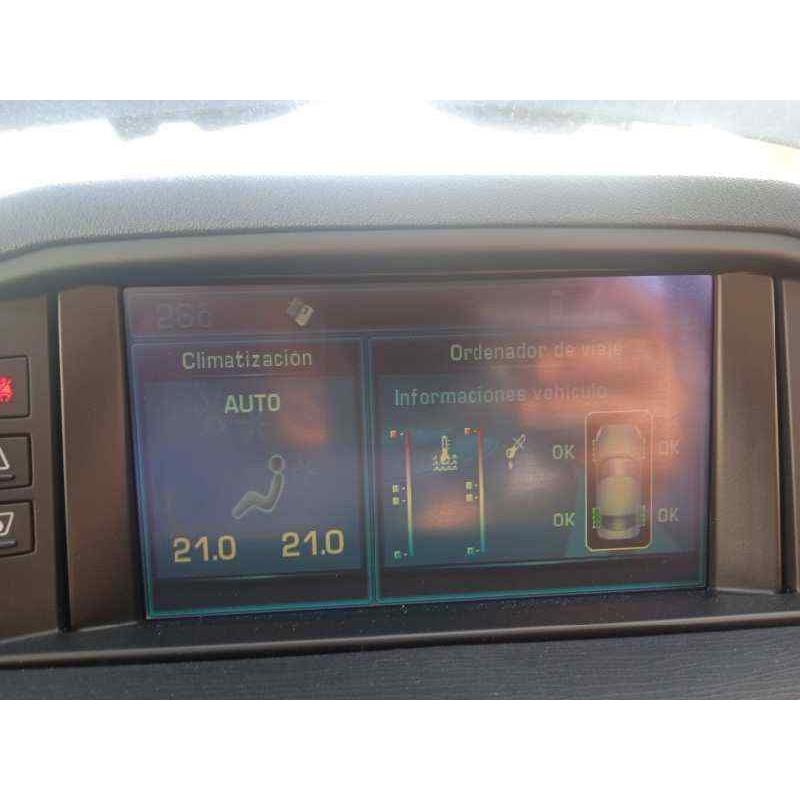 Climatización
Ordenador de viaje
Informaciones vehículo
AUTO
OK OK
OK OK
21.0 21.0